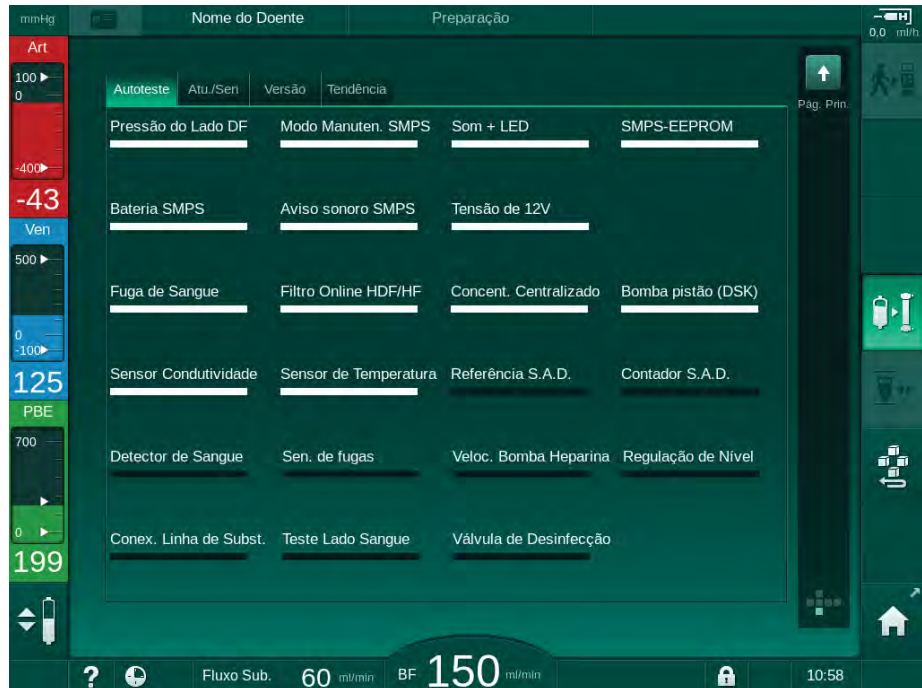 mmHg Nome do Doente Preparação
0,0 ml/h
Art
100
0
-400
-43
Ven
500
0
-100
125
PBE
700
0
199
Pág. Prin.
Autoteste Atu./Sen Versão Tendência
Pressão do Lado DF Modo Manuten. SMPS Som + LED SMPS-EEPROM
Bateria SMPS Aviso sonoro SMPS Tensão de 12V
Fuga de Sangue Filtro Online HDF/HF Concent. Centralizado Bomba pistão (DSK)
Sensor Condutividade Sensor de Temperatura Referência S.A.D. Contador S.A.D.
Detector de Sangue Sen. de fugas Veloc. Bomba Heparina Regulação de Nível
Conex. Linha de Subst. Teste Lado Sangue Válvula de Desinfecção
? Fluxo Sub. 60 ml/min BF 150 ml/min 10:58